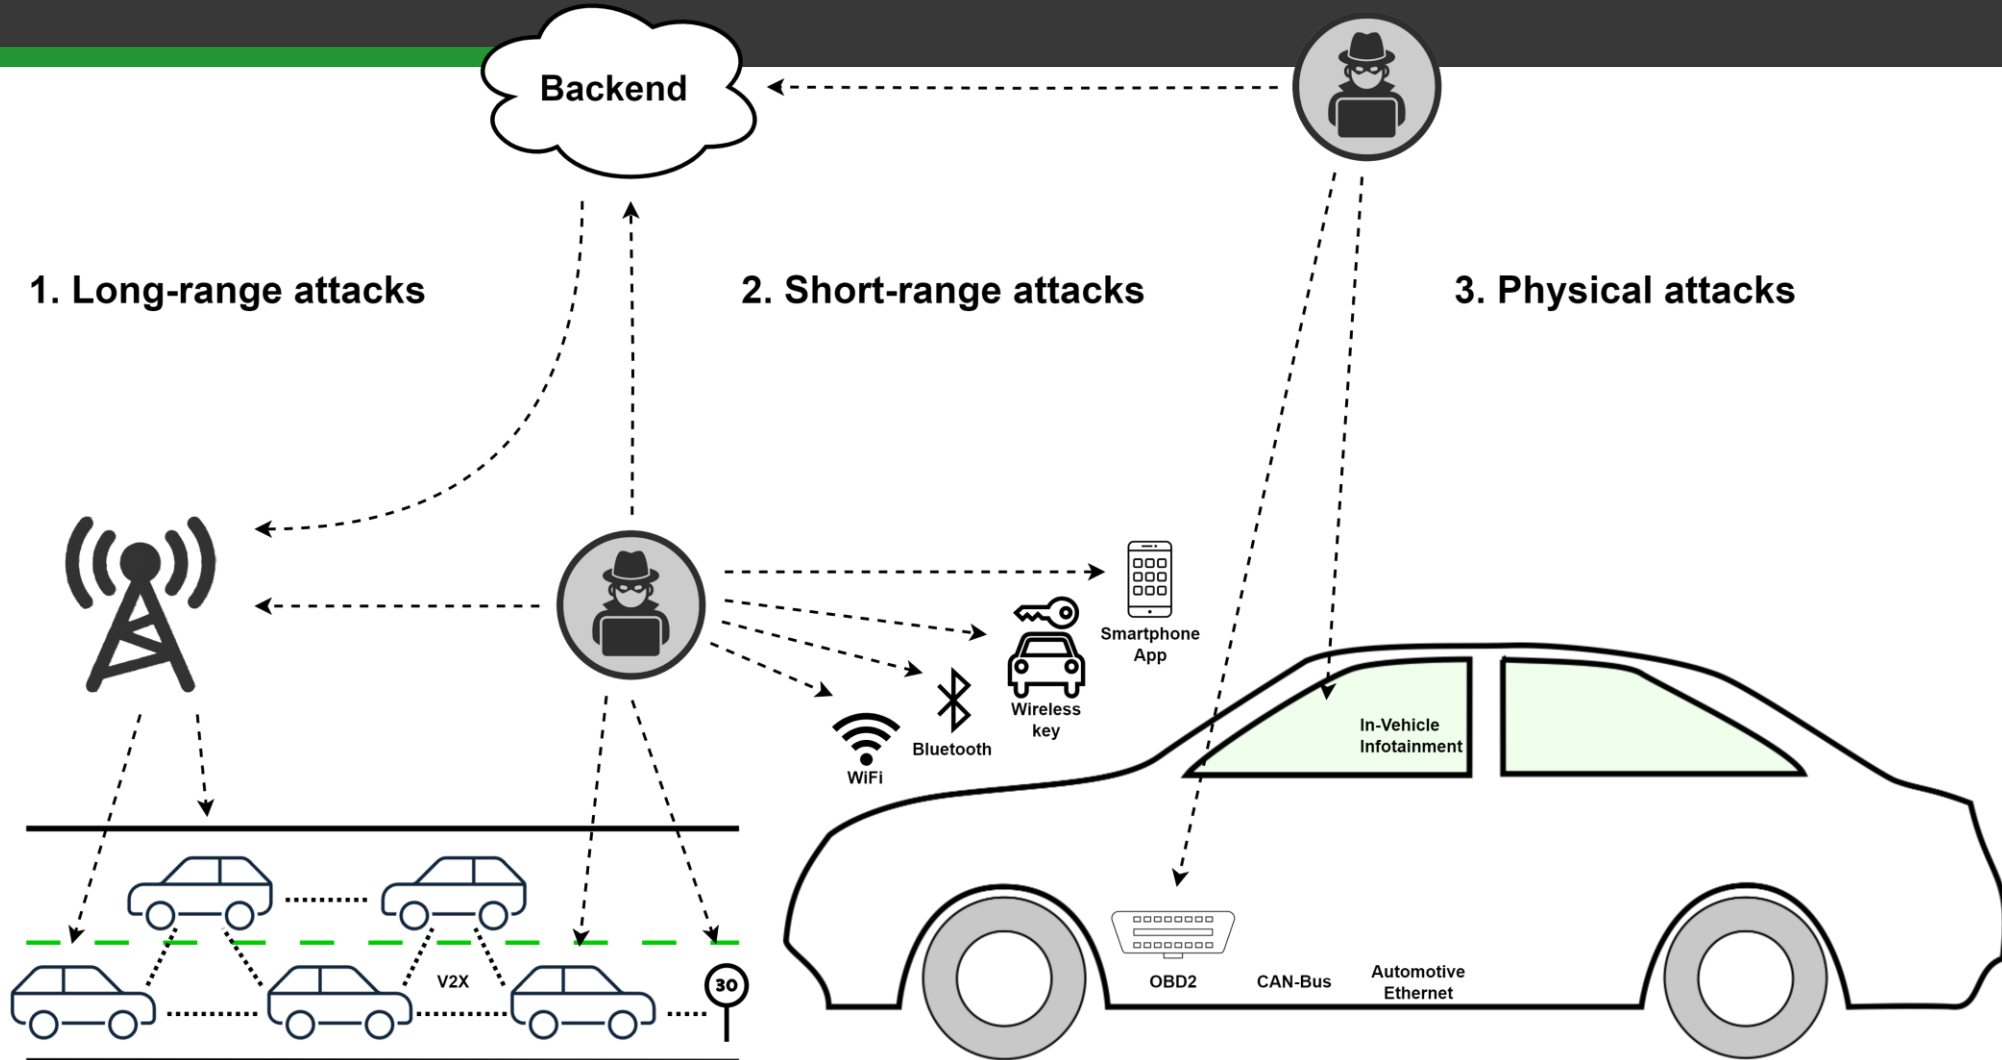 Backend
1. Long-range attacks
2. Short-range attacks
3. Physical attacks
Smartphone
App
Wireless
key
Bluetooth
WiFi
In-Vehicle
Infotainment
V2X
30
OBD2
CAN-Bus
Automotive
Ethernet